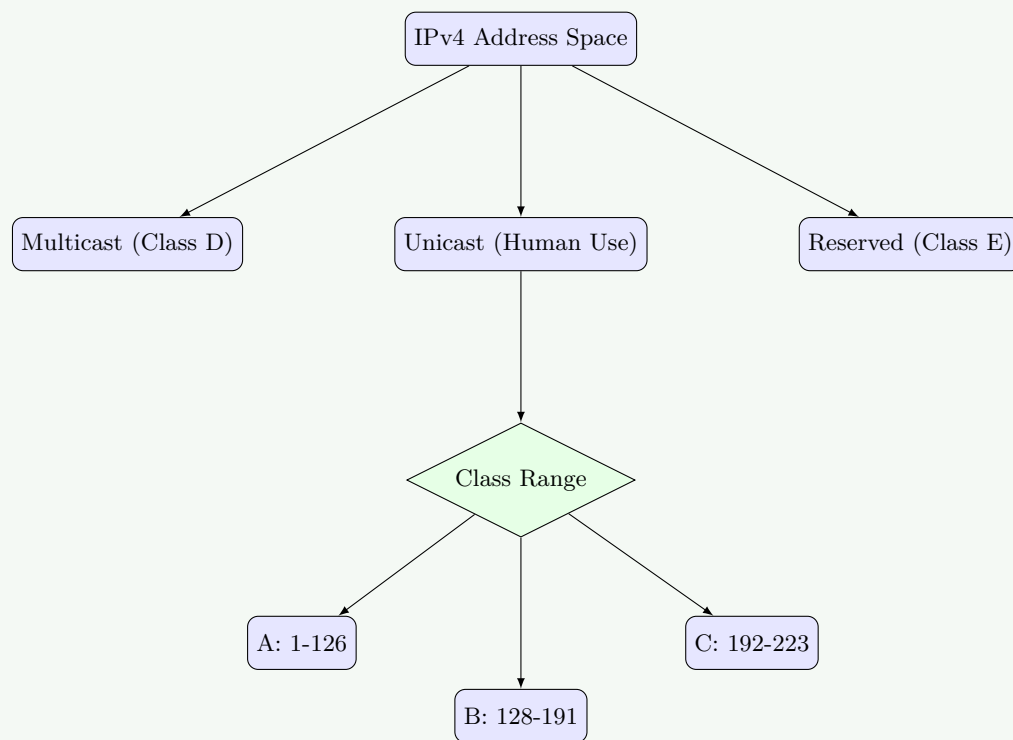 IPv4 Address Space
Multicast (Class D)
Unicast (Human Use)
Reserved (Class E)
Class Range
A: 1-126
C: 192-223
B: 128-191